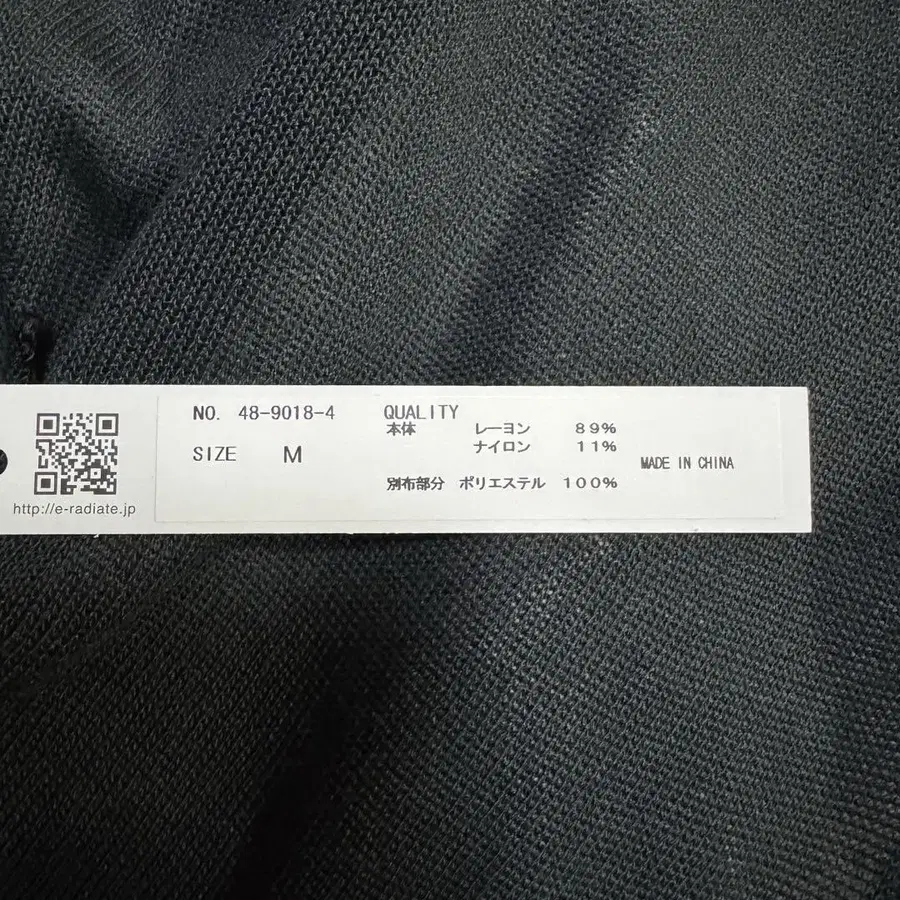 NO. 48-9018-4
SIZE M
QUALITY
本体 レーヨン 89%
ナイロン 11%
別布部分 ポリエステル 100%
MADE IN CHINA
http://e-radiate.jp